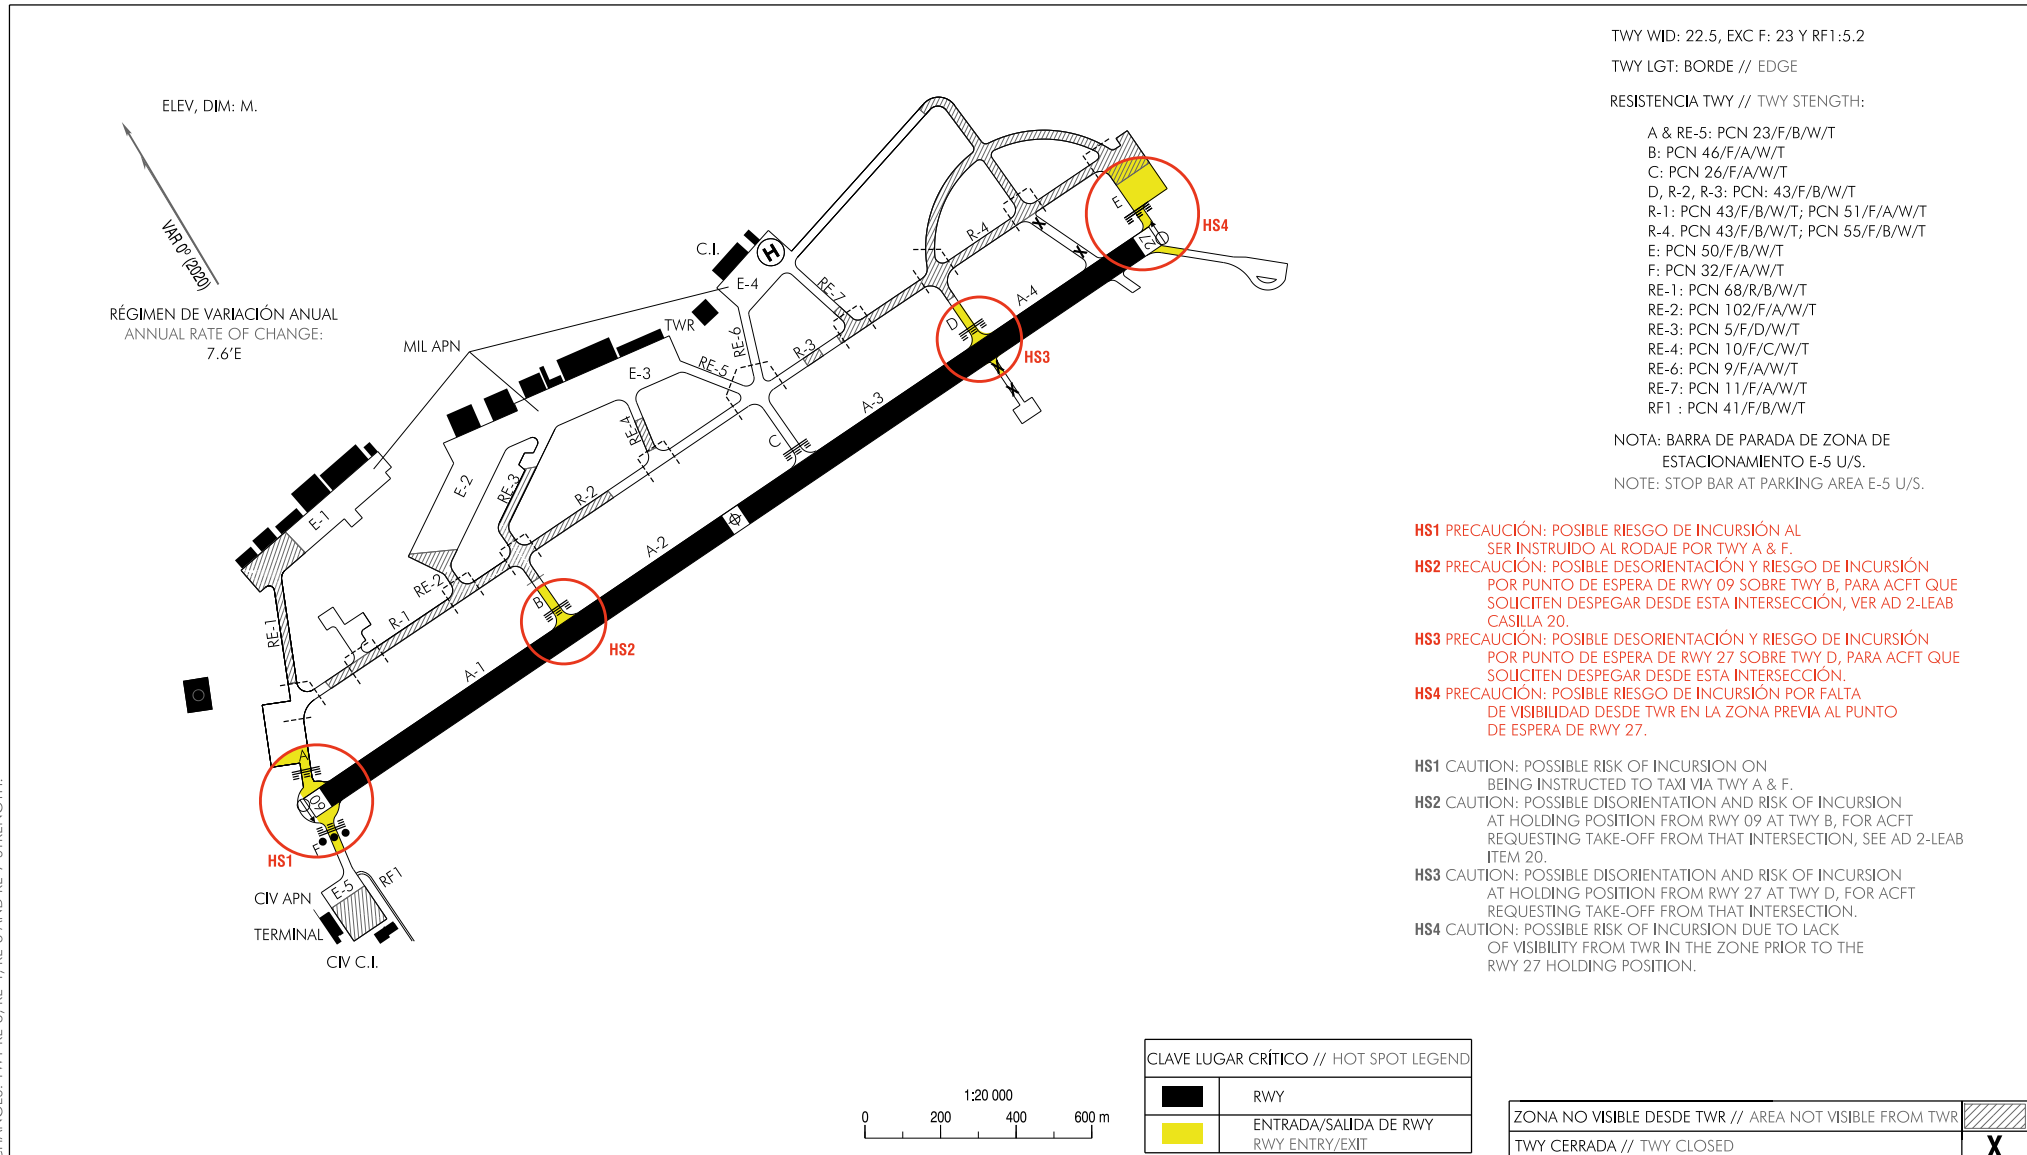 ELEV, DIM: M.
VAR 0º (2020)
RÉGIMEN DE VARIACIÓN ANUAL
ANNUAL RATE OF CHANGE:
7.6'E
MIL APN
C.I.
H
TWR
E-4
RE-7
RE-6
RE-5
E-3
RE-4
R-3
R-4
A-4
A-3
E
27
HS4
D
HS3
C
E-2
RE-3
R-2
A-2
E-1
RE-2
R-1
RE-1
B
HS2
A-1
A
09
F
HS1
E-5
RF1
CIV APN
TERMINAL
CIV C.I.
TWY WID: 22.5, EXC F: 23 Y RF1:5.2
TWY LGT: BORDE // EDGE
RESISTENCIA TWY // TWY STENGTH:
A & RE-5: PCN 23/F/B/W/T
B: PCN 46/F/A/W/T
C: PCN 26/F/A/W/T
D, R-2, R-3: PCN: 43/F/B/W/T
R-1: PCN 43/F/B/W/T; PCN 51/F/A/W/T
R-4. PCN 43/F/B/W/T; PCN 55/F/B/W/T
E: PCN 50/F/B/W/T
F: PCN 32/F/A/W/T
RE-1: PCN 68/R/B/W/T
RE-2: PCN 102/F/A/W/T
RE-3: PCN 5/F/D/W/T
RE-4: PCN 10/F/C/W/T
RE-6: PCN 9/F/A/W/T
RE-7: PCN 11/F/A/W/T
RF1 : PCN 41/F/B/W/T
NOTA: BARRA DE PARADA DE ZONA DE
ESTACIONAMIENTO E-5 U/S.
NOTE: STOP BAR AT PARKING AREA E-5 U/S.
HS1 PRECAUCIÓN: POSIBLE RIESGO DE INCURSIÓN AL
SER INSTRUIDO AL RODAJE POR TWY A & F.
HS2 PRECAUCIÓN: POSIBLE DESORIENTACIÓN Y RIESGO DE INCURSIÓN
POR PUNTO DE ESPERA DE RWY 09 SOBRE TWY B, PARA ACFT QUE
SOLICITEN DESPEGAR DESDE ESTA INTERSECCIÓN, VER AD 2-LEAB
CASILLA 20.
HS3 PRECAUCIÓN: POSIBLE DESORIENTACIÓN Y RIESGO DE INCURSIÓN
POR PUNTO DE ESPERA DE RWY 27 SOBRE TWY D, PARA ACFT QUE
SOLICITEN DESPEGAR DESDE ESTA INTERSECCIÓN.
HS4 PRECAUCIÓN: POSIBLE RIESGO DE INCURSIÓN POR FALTA
DE VISIBILIDAD DESDE TWR EN LA ZONA PREVIA AL PUNTO
DE ESPERA DE RWY 27.
HS1 CAUTION: POSSIBLE RISK OF INCURSION ON
BEING INSTRUCTED TO TAXI VIA TWY A & F.
HS2 CAUTION: POSSIBLE DISORIENTATION AND RISK OF INCURSION
AT HOLDING POSITION FROM RWY 09 AT TWY B, FOR ACFT
REQUESTING TAKE-OFF FROM THAT INTERSECTION, SEE AD 2-LEAB
ITEM 20.
HS3 CAUTION: POSSIBLE DISORIENTATION AND RISK OF INCURSION
AT HOLDING POSITION FROM RWY 27 AT TWY D, FOR ACFT
REQUESTING TAKE-OFF FROM THAT INTERSECTION.
HS4 CAUTION: POSSIBLE RISK OF INCURSION DUE TO LACK
OF VISIBILITY FROM TWR IN THE ZONE PRIOR TO THE
RWY 27 HOLDING POSITION.
1:20 000
0 200 400 600 m
CLAVE LUGAR CRÍTICO // HOT SPOT LEGEND
RWY
ENTRADA/SALIDA DE RWY
RWY ENTRY/EXIT
ZONA NO VISIBLE DESDE TWR // AREA NOT VISIBLE FROM TWR
TWY CERRADA // TWY CLOSED
X